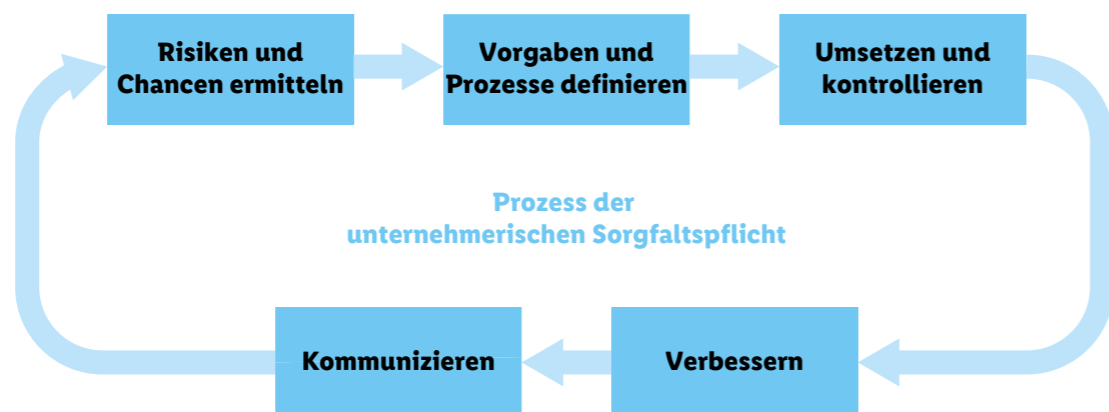 Risiken und
Chancen ermitteln
Vorgaben und
Prozesse definieren
Umsetzen und
kontrollieren
Prozess der
unternehmerischen Sorgfaltspflicht
Kommunizieren
Verbessern